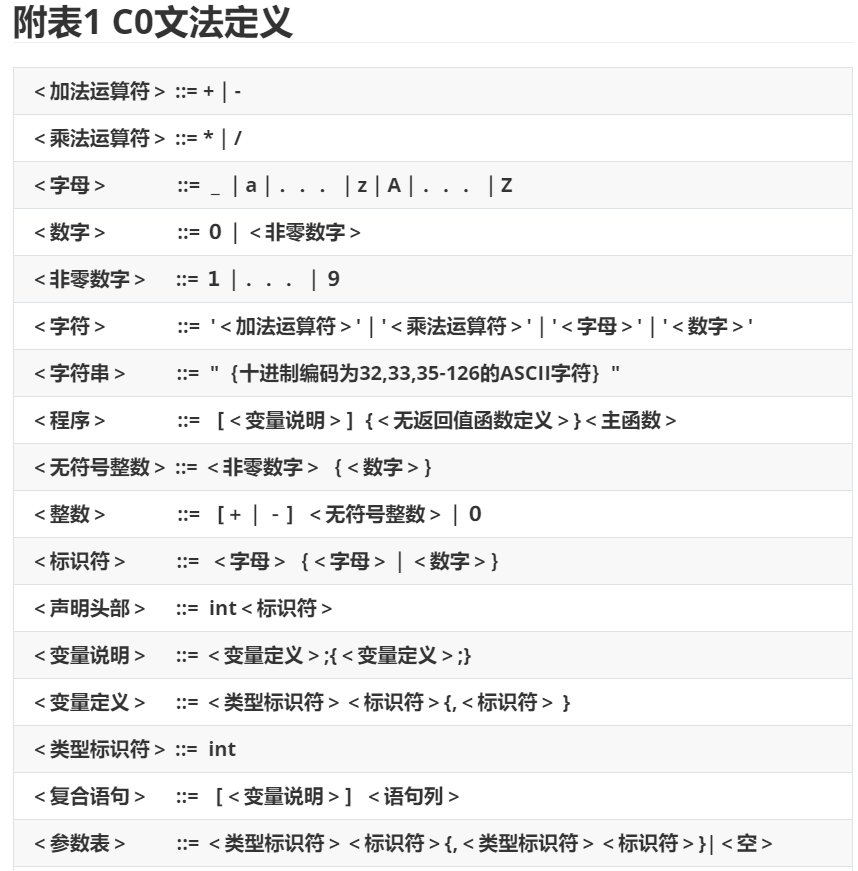 附表1 C0文法定义
＜加法运算符＞ ::= +｜-
＜乘法运算符＞ ::= *｜/
＜字母＞ ::= ＿｜a｜．．．｜z｜A｜．．．｜Z
＜数字＞ ::= ０｜＜非零数字＞
＜非零数字＞ ::= １｜．．．｜９
＜字符＞ ::= '＜加法运算符＞'｜'＜乘法运算符＞'｜'＜字母＞'｜'＜数字＞'
＜字符串＞ ::= "｛十进制编码为32,33,35-126的ASCII字符｝"
＜程序＞ ::= ［＜变量说明＞］{＜无返回值函数定义＞}＜主函数＞
＜无符号整数＞ ::= ＜非零数字＞｛＜数字＞}
＜整数＞ ::= ［+｜-］＜无符号整数＞｜０
＜标识符＞ ::= ＜字母＞｛＜字母＞｜＜数字＞}
＜声明头部＞ ::= int＜标识符＞
＜变量说明＞ ::= ＜变量定义＞;{＜变量定义＞;}
＜变量定义＞ ::= ＜类型标识符＞＜标识符＞{,＜标识符＞ }
＜类型标识符＞ ::= int
＜复合语句＞ ::= ［＜变量说明＞］＜语句列＞
＜参数表＞ ::= ＜类型标识符＞＜标识符＞{,＜类型标识符＞＜标识符＞}|＜空＞